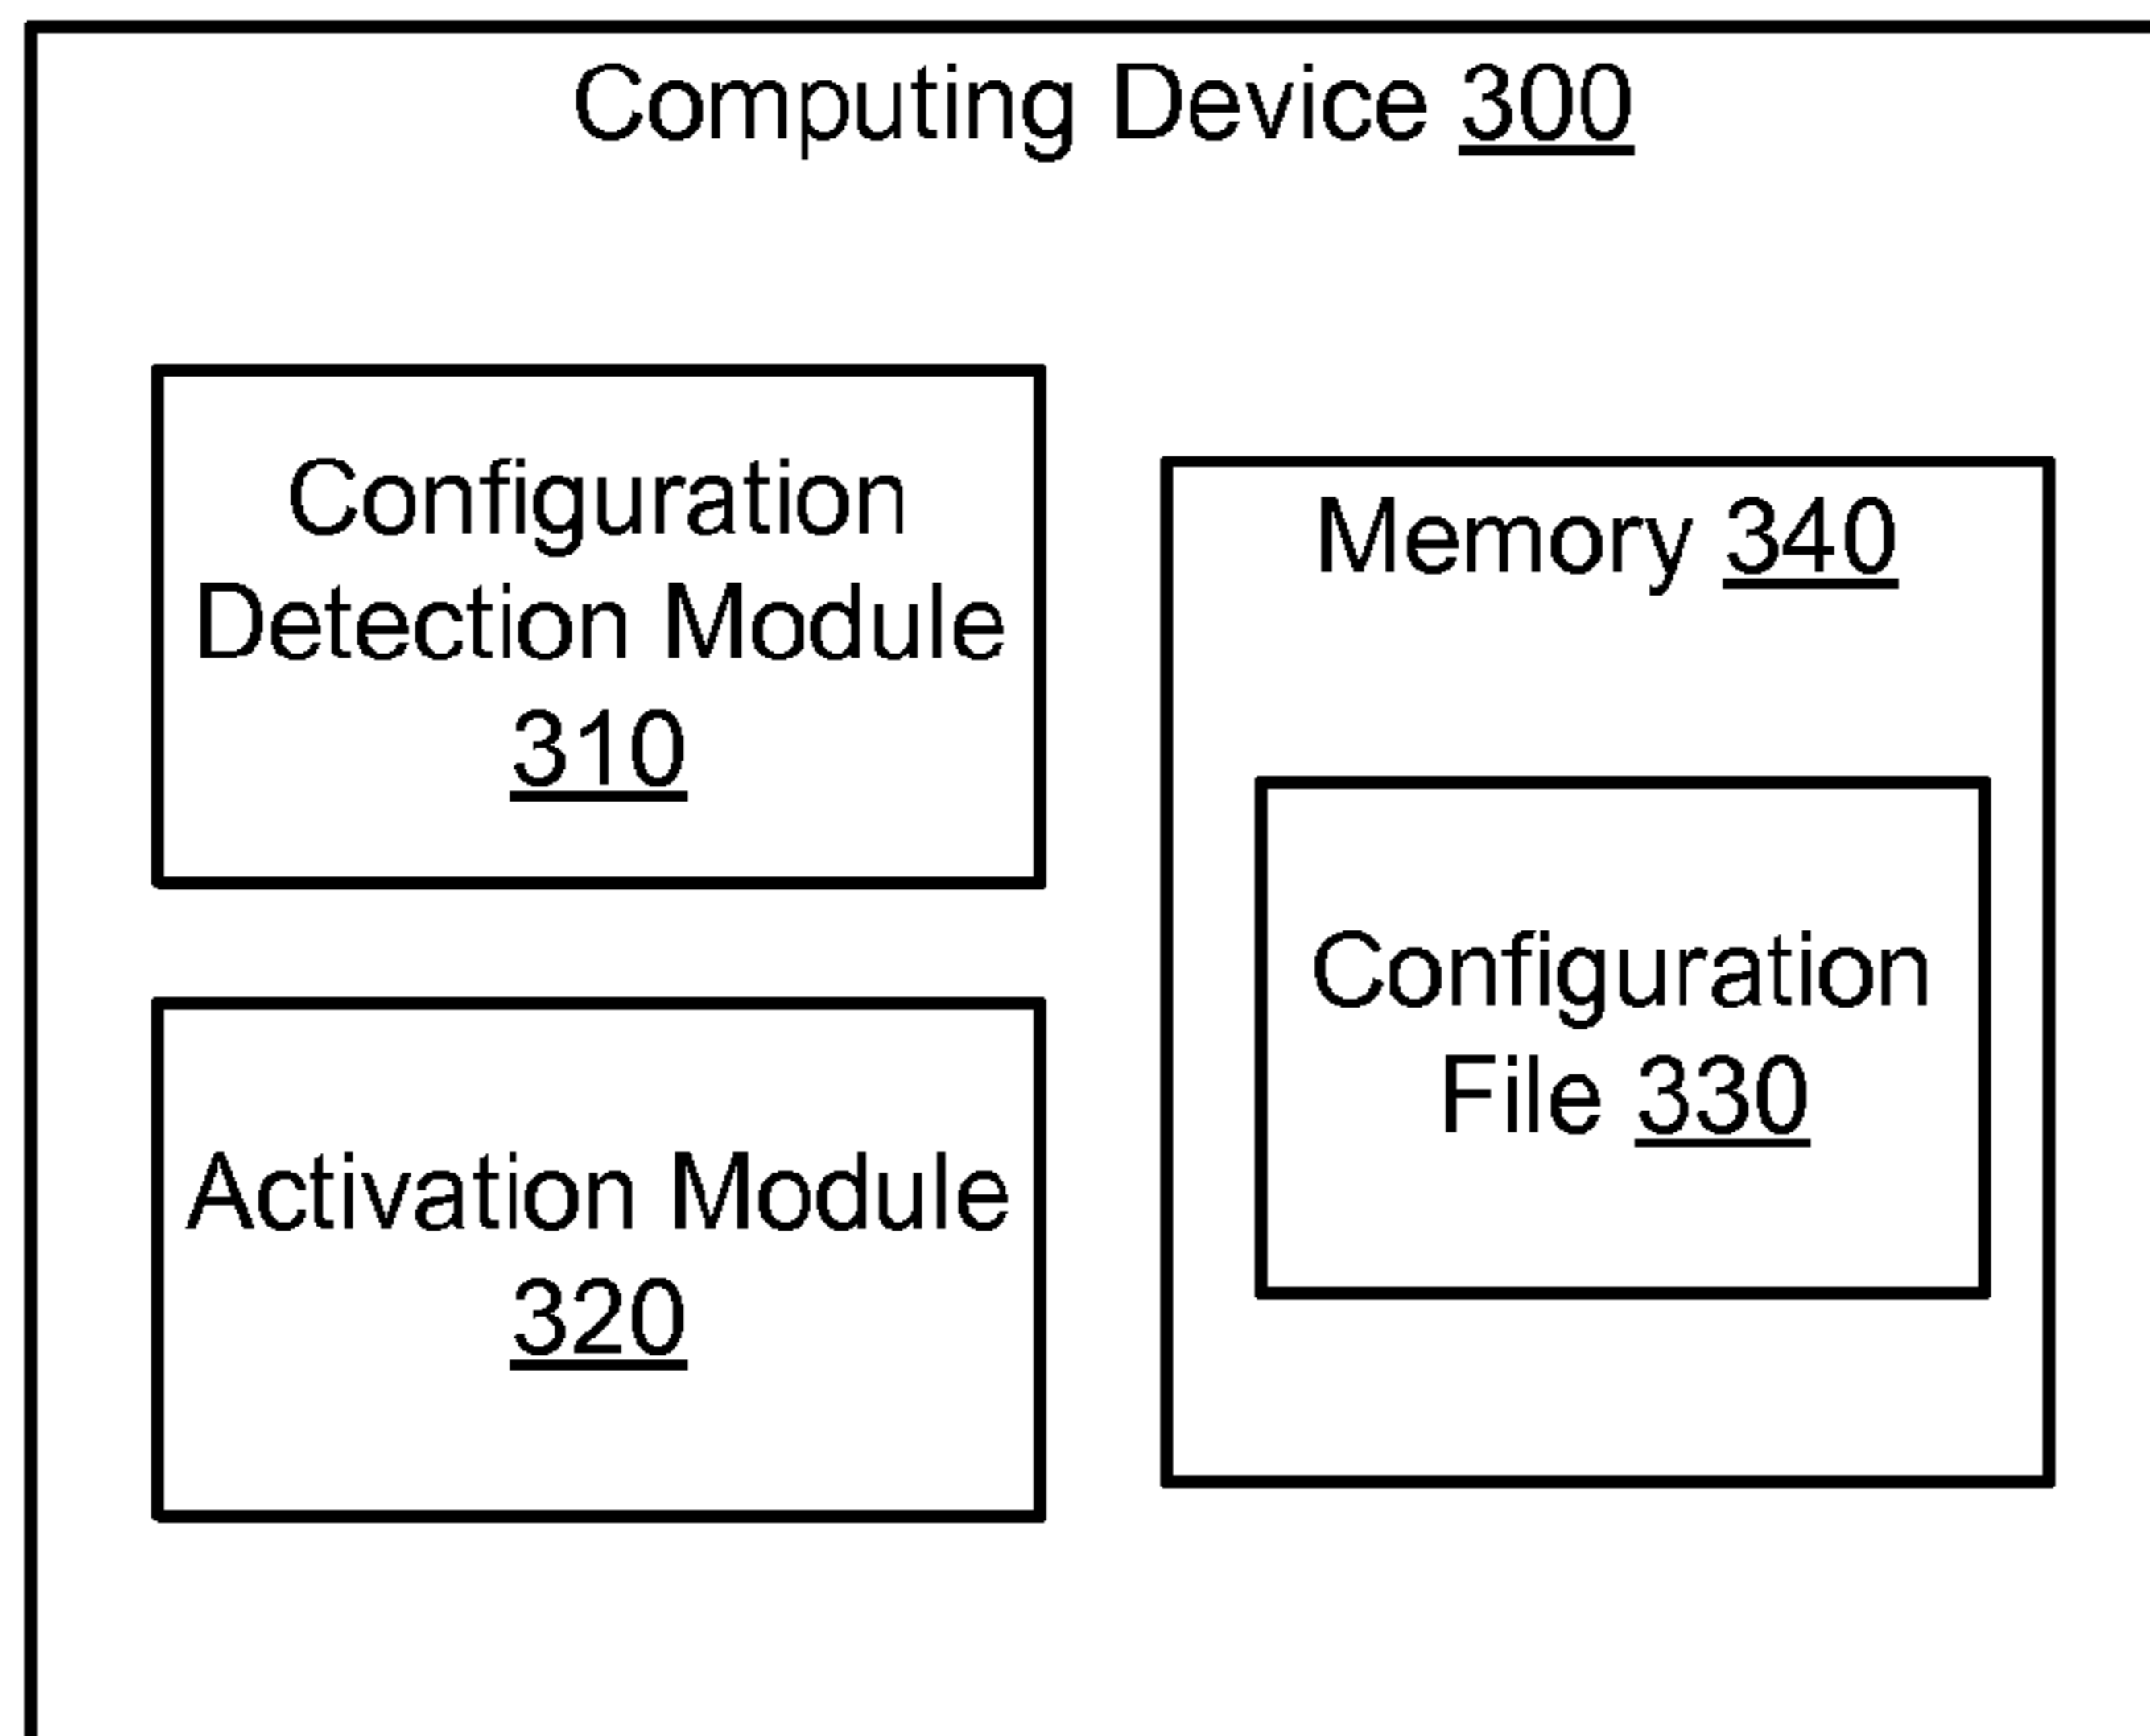 Computing Device 300
Configuration
Detection Module
310
Activation Module
320
Memory 340
Configuration
File 330